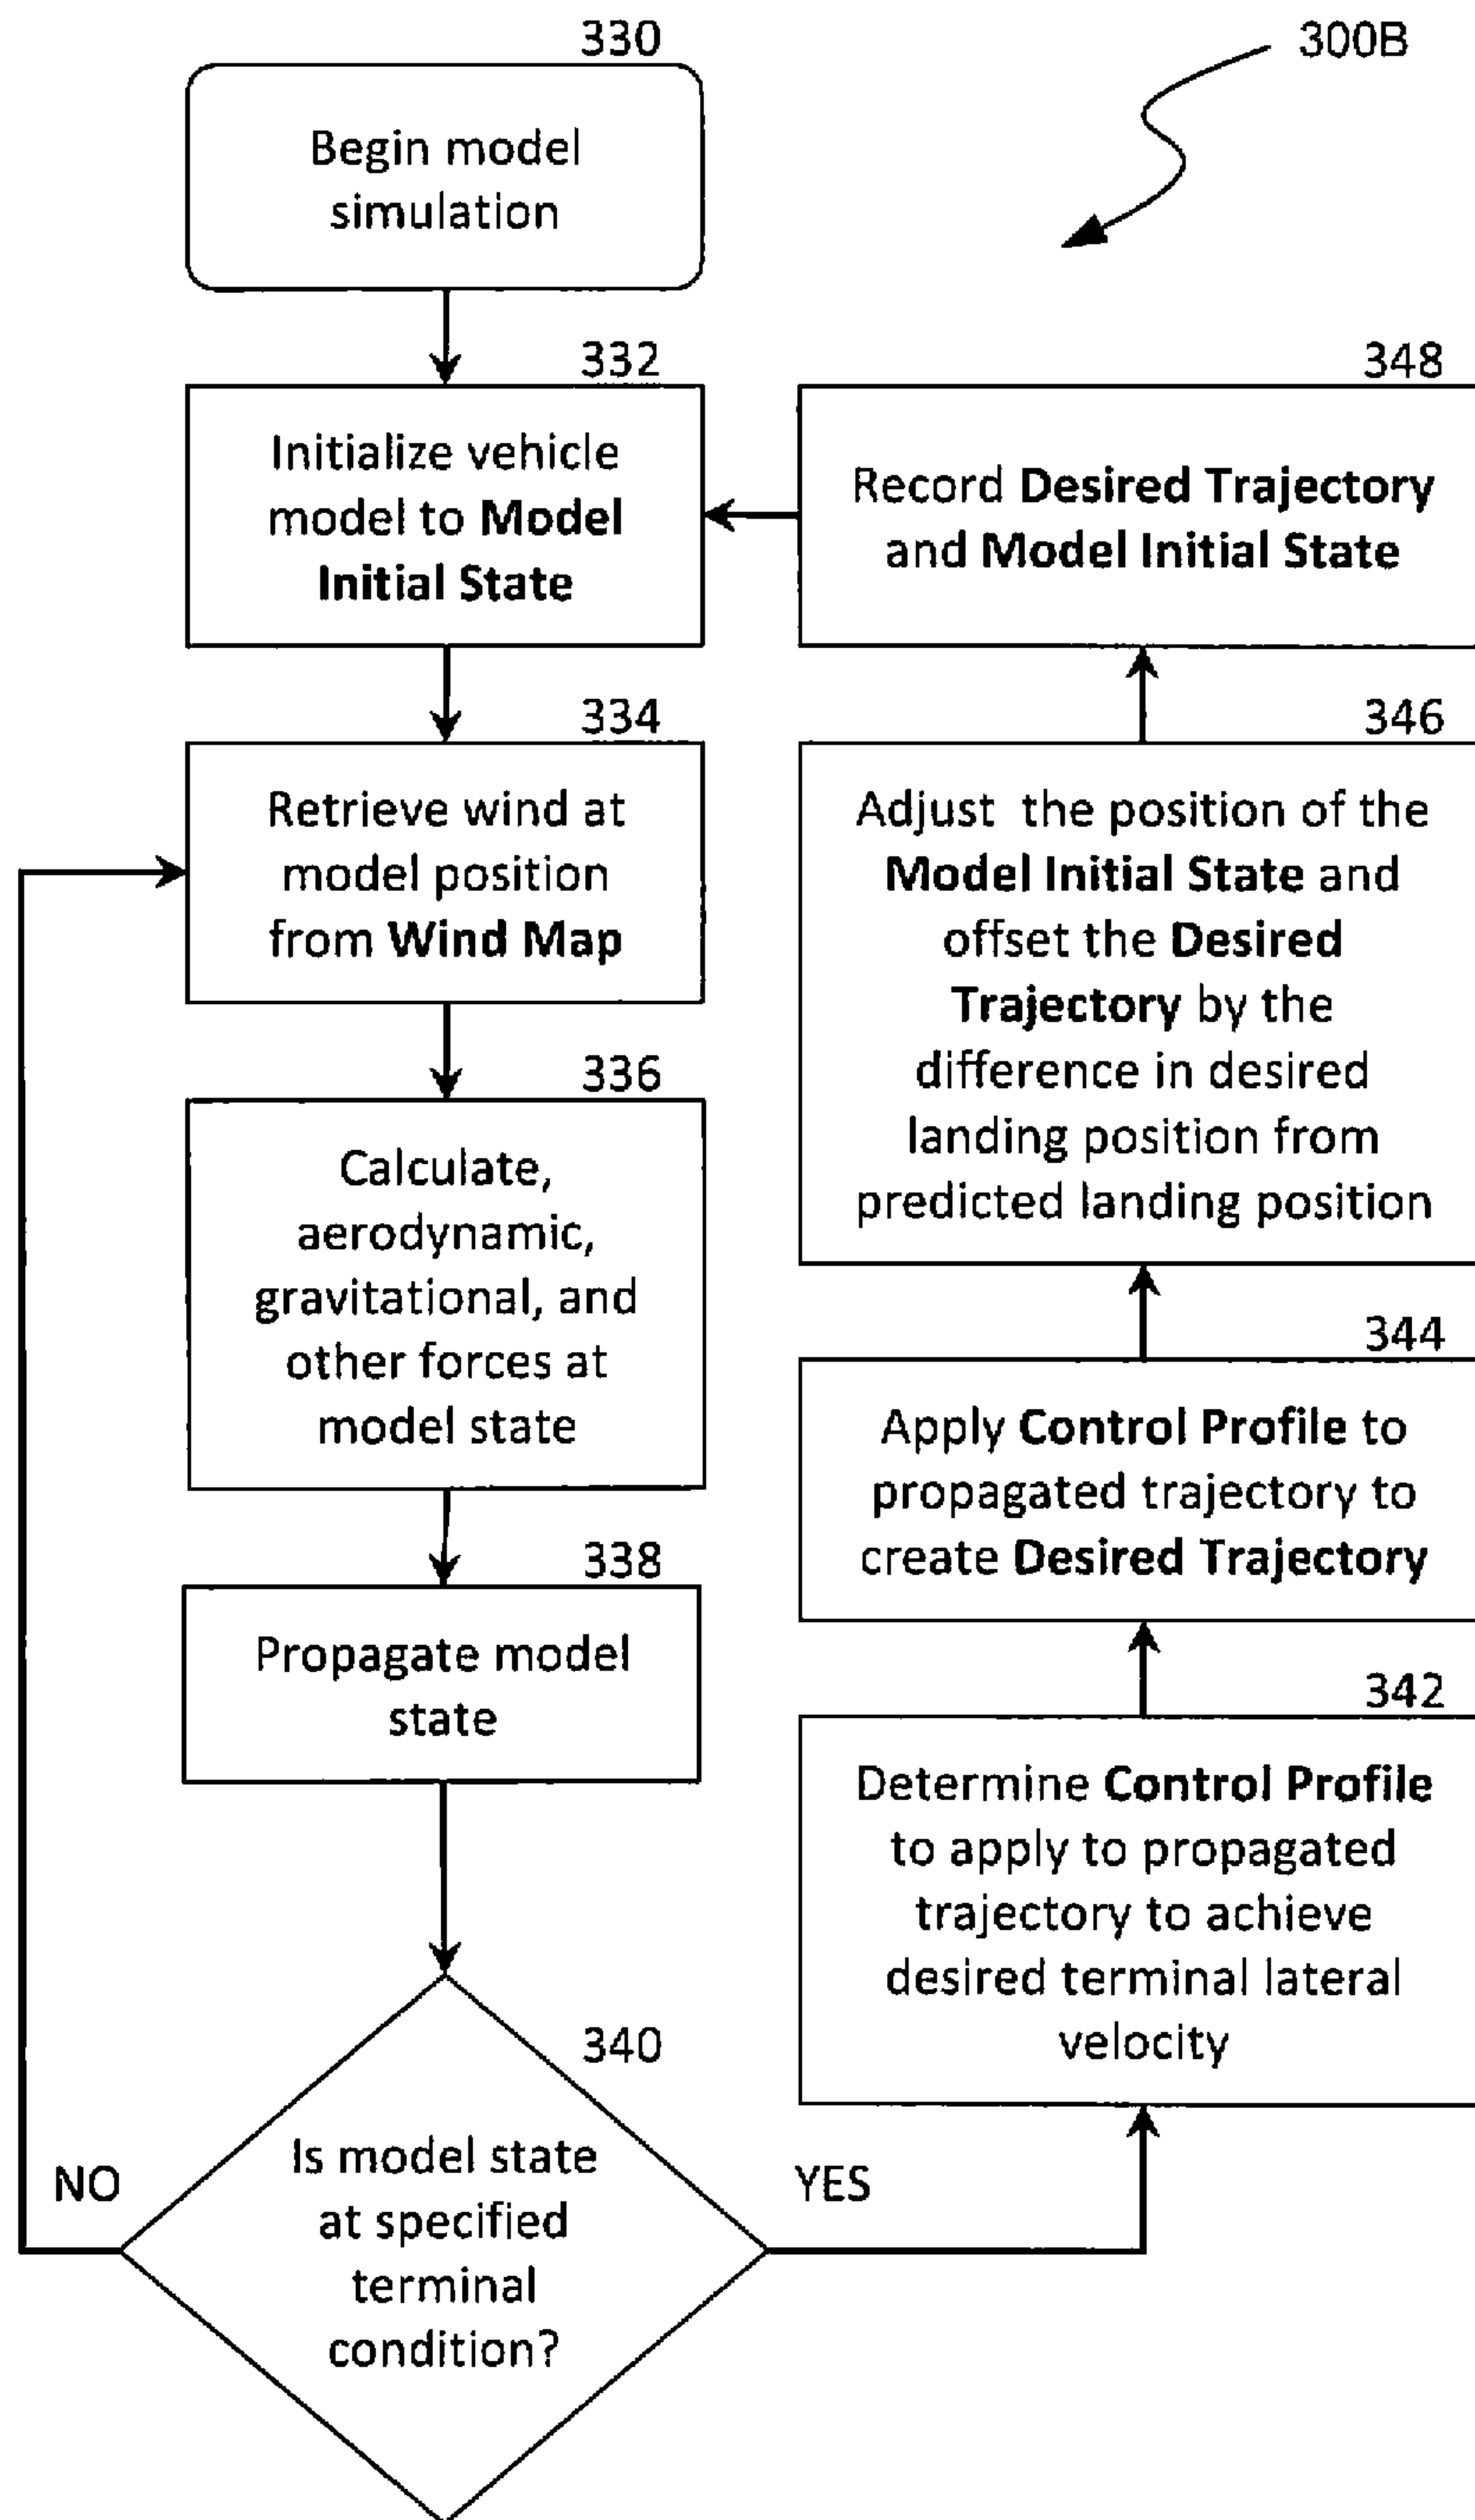 330
Begin model
simulation
300B
332
Initialize vehicle
model to Model
Initial State
348
Record Desired Trajectory
and Model Initial State
334
Retrieve wind at
model position
from Wind Map
346
Adjust the position of the
Model Initial State and
offset the Desired
Trajectory by the
difference in desired
landing position from
predicted landing position
336
Calculate,
aerodynamic,
gravitational, and
other forces at
model state
344
Apply Control Profile to
propagated trajectory to
create Desired Trajectory
338
Propagate model
state
342
Determine Control Profile
to apply to propagated
trajectory to achieve
desired terminal lateral
velocity
340
Is model state
at specified
terminal
condition?
NO
YES